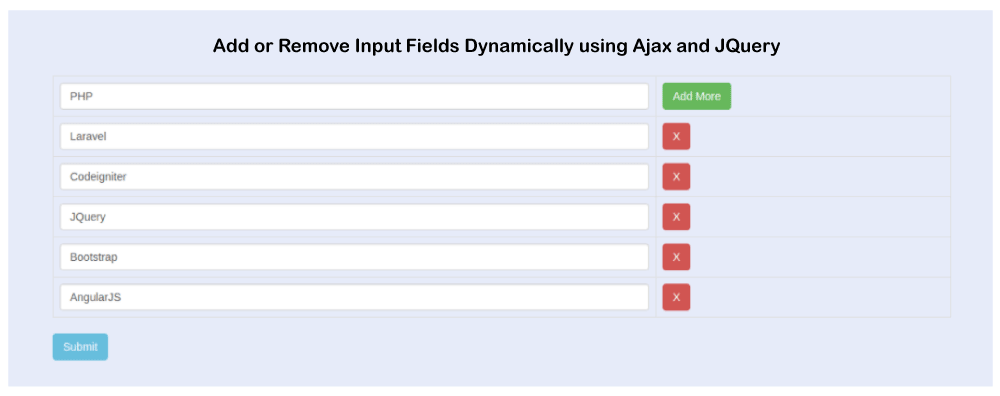 Add or Remove Input Fields Dynamically using Ajax and JQuery
PHP
Add More
Laravel
X
Codeigniter
X
JQuery
X
Bootstrap
X
AngularJS
X
Submit